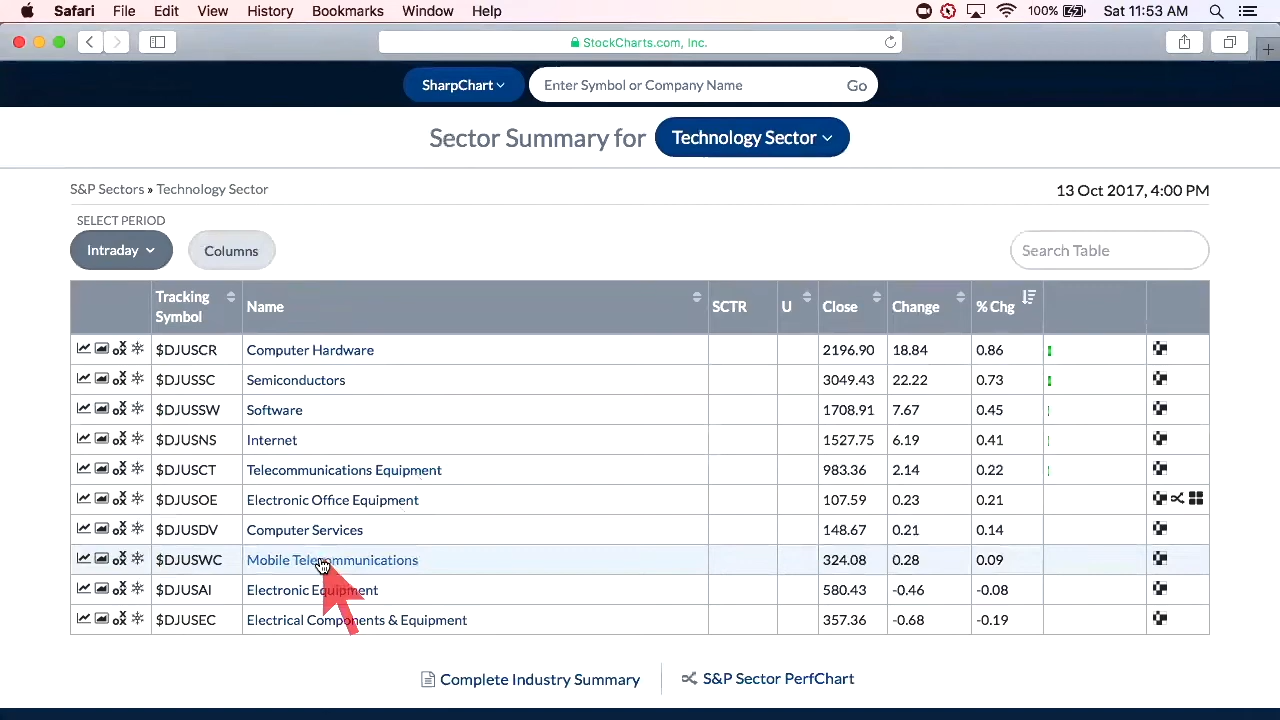 Safari File Edit View History Bookmarks Window Help 100% Sat 11:53 AM
StockCharts.com, Inc.
SharpChart Enter Symbol or Company Name Go
Sector Summary for Technology Sector
S&P Sectors » Technology Sector 13 Oct 2017, 4:00 PM
SELECT PERIOD
Intraday Columns Search Table
Tracking Symbol Name SCTR U Close Change % Chg
$DJUSCR Computer Hardware 2196.90 18.84 0.86
$DJUSSC Semiconductors 3049.43 22.22 0.73
$DJUSSW Software 1708.91 7.67 0.45
$DJUSNS Internet 1527.75 6.19 0.41
$DJUSCT Telecommunications Equipment 983.36 2.14 0.22
$DJUSOE Electronic Office Equipment 107.59 0.23 0.21
$DJUSDV Computer Services 148.67 0.21 0.14
$DJUSWC Mobile Telecommunications 324.08 0.28 0.09
$DJUSAI Electronic Equipment 580.43 -0.46 -0.08
$DJUSEC Electrical Components & Equipment 357.36 -0.68 -0.19
Complete Industry Summary S&P Sector PerfChart